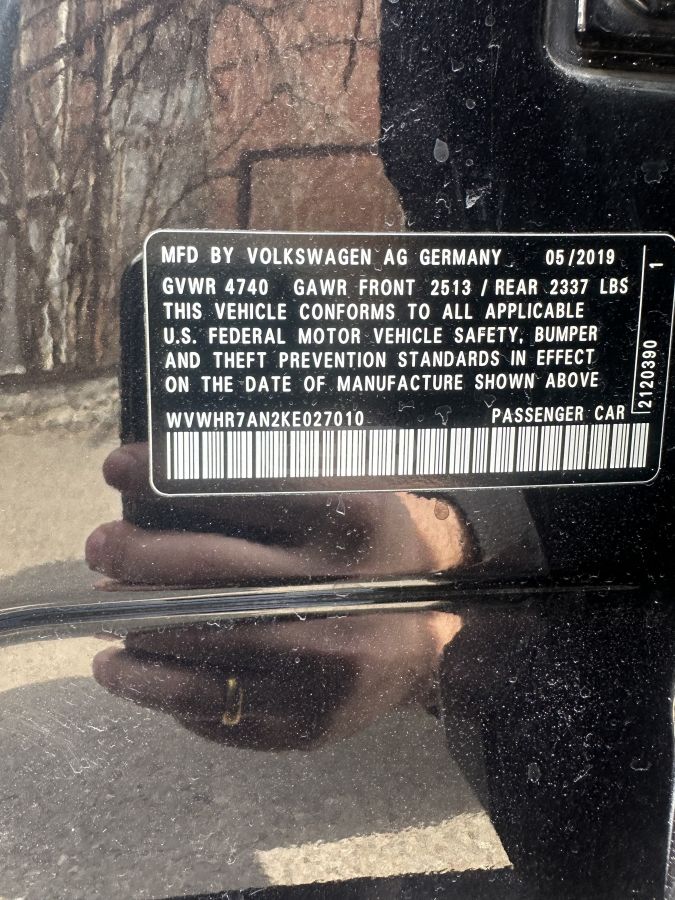 MFD BY VOLKSWAGEN AG GERMANY 05/2019
GVWR 4740 GAWR FRONT 2513 / REAR 2337 LBS
THIS VEHICLE CONFORMS TO ALL APPLICABLE
U.S. FEDERAL MOTOR VEHICLE SAFETY, BUMPER
AND THEFT PREVENTION STANDARDS IN EFFECT
ON THE DATE OF MANUFACTURE SHOWN ABOVE
WVWHR7AN2KE027010 PASSENGER CAR
2120390 1